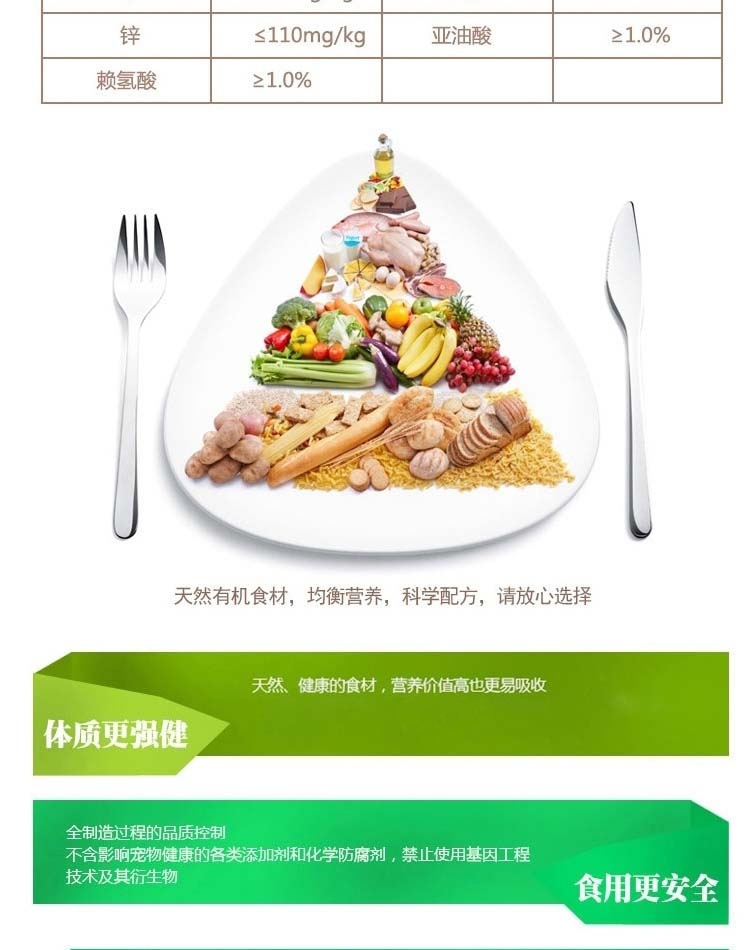 锌 ≤110mg/kg 亚油酸 ≥1.0%
赖氢酸 ≥1.0%
天然有机食材，均衡营养，科学配方，请放心选择
天然、健康的食材，营养价值高也更易吸收
体质更强健
全制造过程的品质控制
不含影响宠物健康的各类添加剂和化学防腐剂，禁止使用基因工程
技术及其衍生物
食用更安全